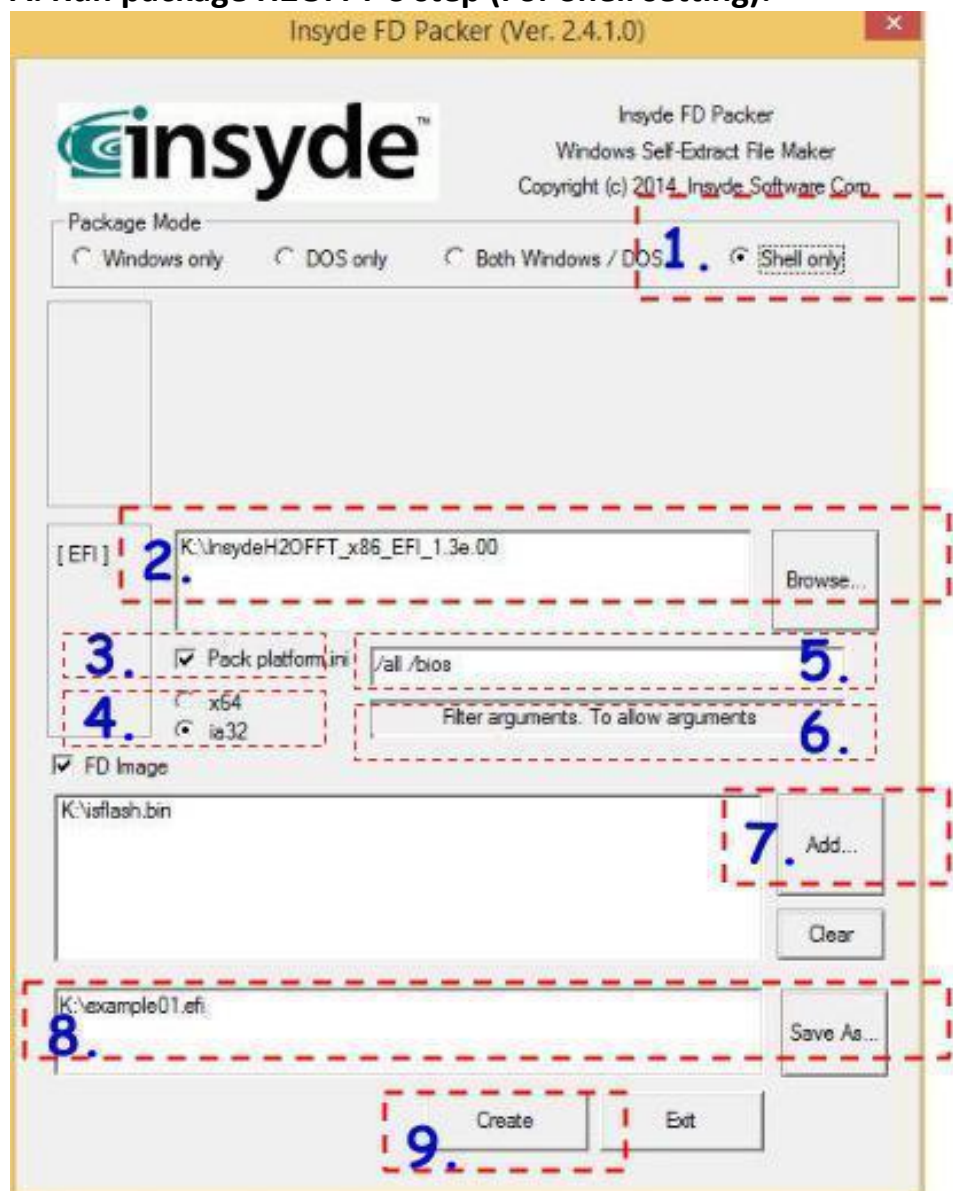 Insyde FD Packer (Ver. 2.4.1.0)
insyde™
Insyde FD Packer
Windows Self-Extract File Maker
Copyright (c) 2014, Insyde Software Corp.
Package Mode
Windows only DOS only Both Windows / DOS 1. Shell only
[ EFI ] 2. K:\InsydeH2OFFT_x86_EFI_1.3e.00 Browse...
3. Pack platform.ini /all /bios 5.
4. x64
ia32 Filter arguments. To allow arguments 6.
FD Image
K:\isflash.bin
7. Add...
Clear
K:\example01.efi
8. Save As...
9. Create Exit